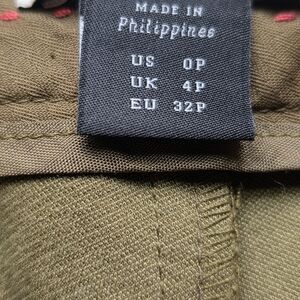 MADE IN
Philippines
US 0P
UK 4P
EU 32P